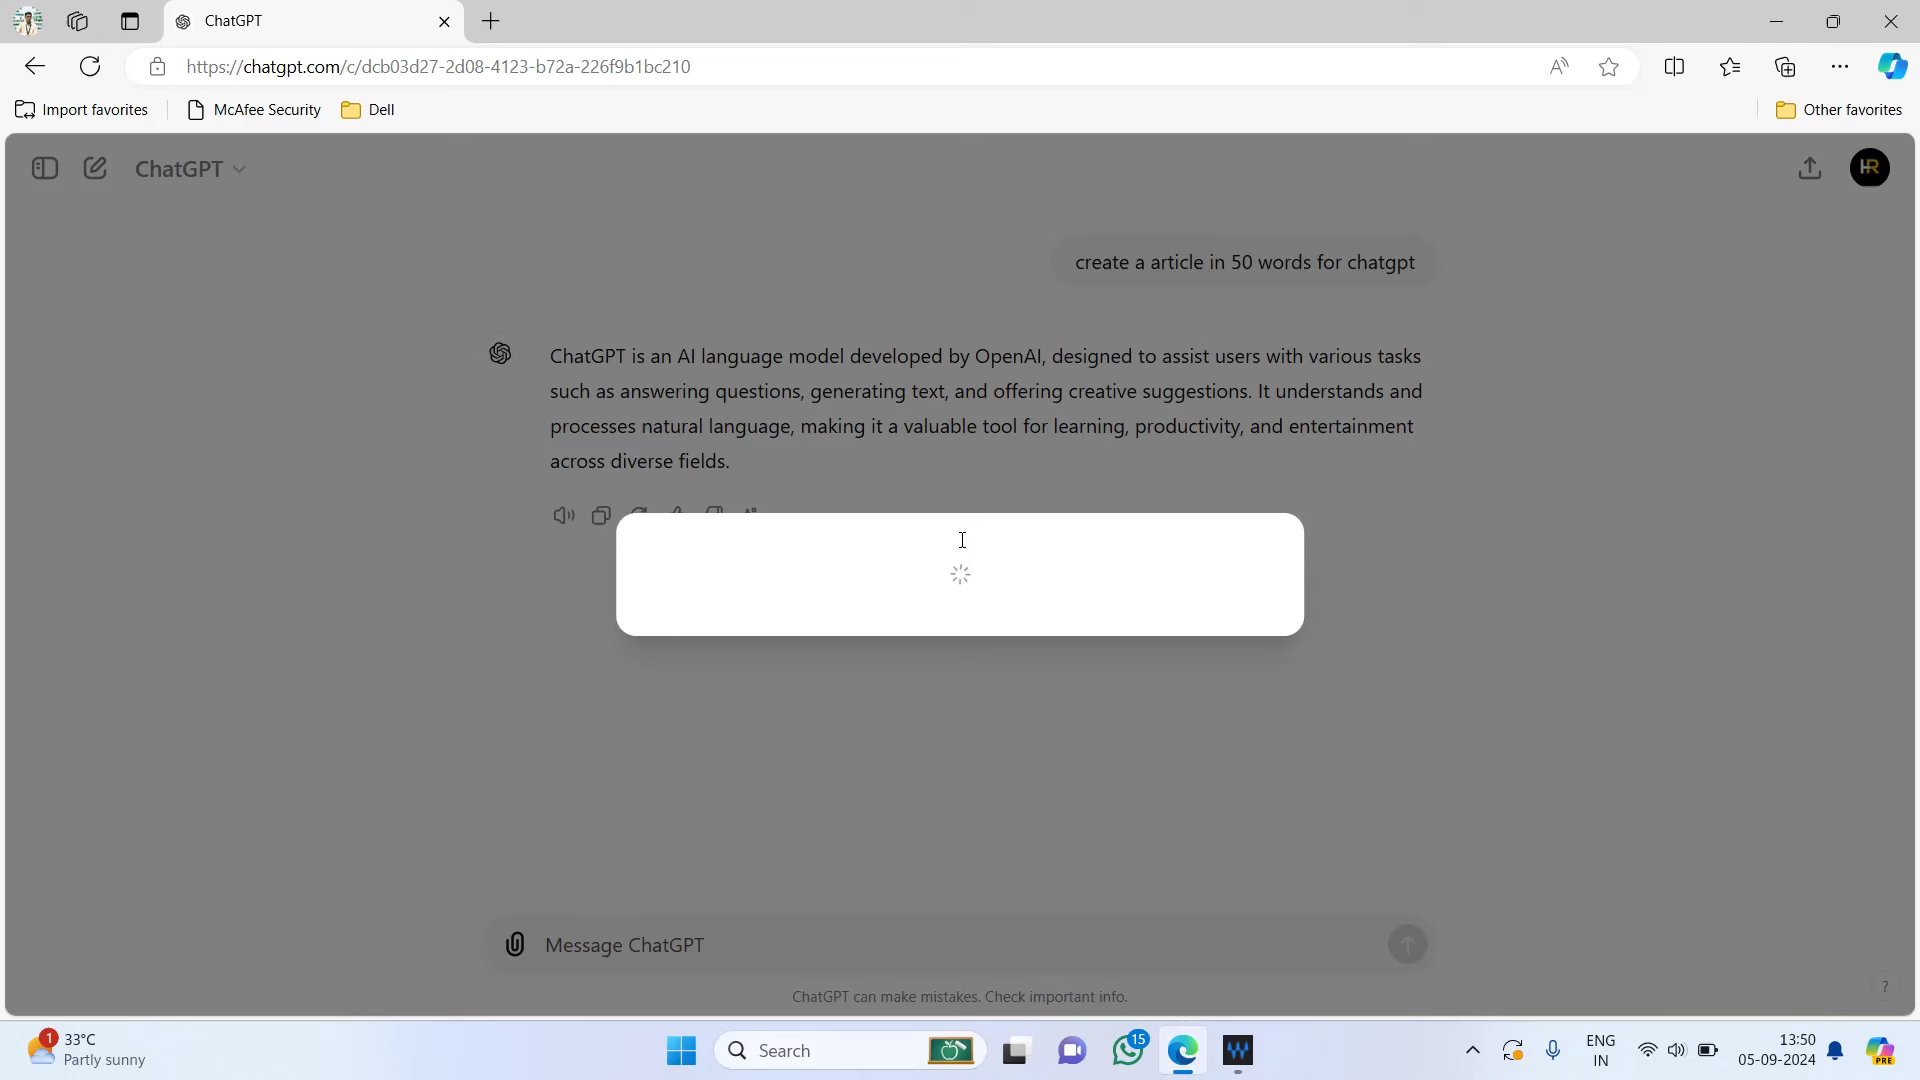 ChatGPT
https://chatgpt.com/c/dcb03d27-2d08-4123-b72a-226f9b1bc210
Import favorites
McAfee Security
Dell
Other favorites
ChatGPT
HR
create a article in 50 words for chatgpt
ChatGPT is an AI language model developed by OpenAI, designed to assist users with various tasks
such as answering questions, generating text, and offering creative suggestions. It understands and
processes natural language, making it a valuable tool for learning, productivity, and entertainment
across diverse fields.
Message ChatGPT
ChatGPT can make mistakes. Check important info.
?
1
33°C
Partly sunny
Search
15
ENG
IN
13:50
05-09-2024
PRE